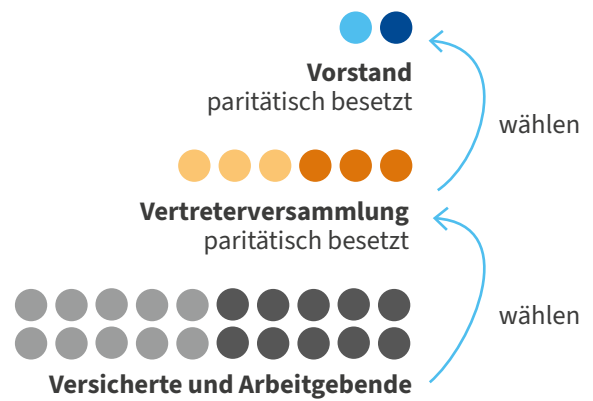 Vorstand
paritätisch besetzt
wählen
Vertreterversammlung
paritätisch besetzt
wählen
Versicherte und Arbeitgebende